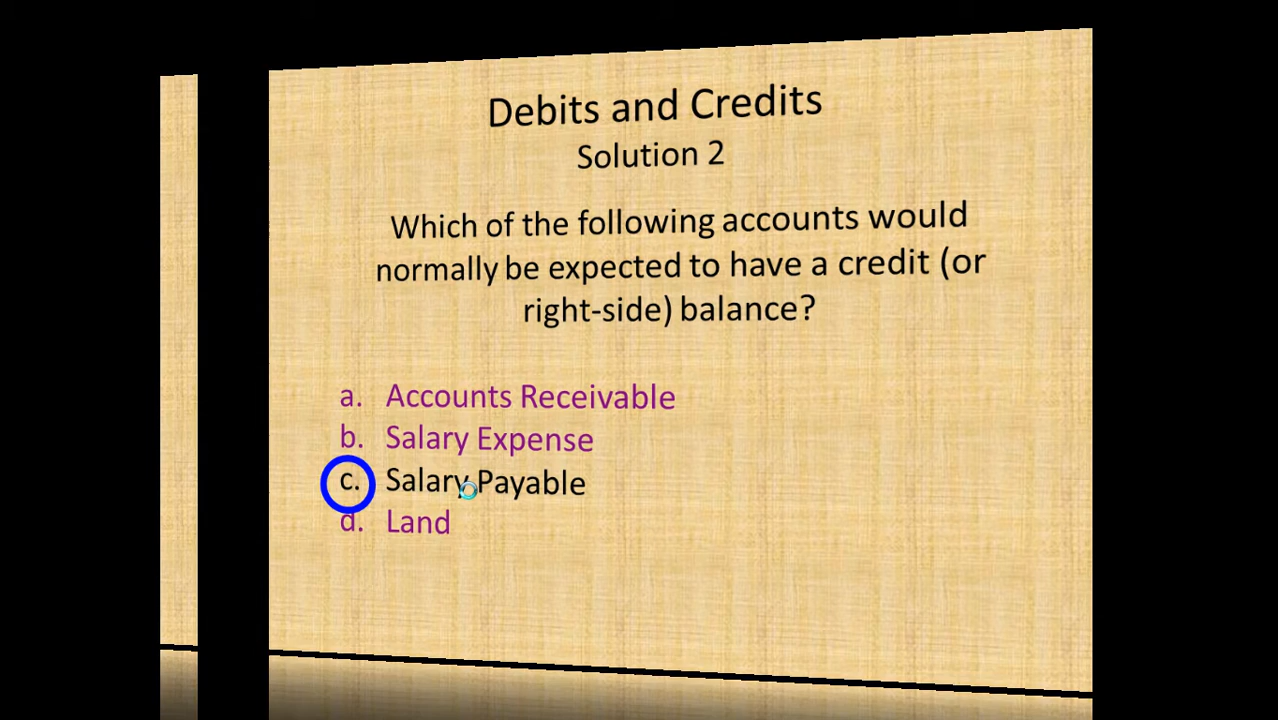 Debits and Credits
Solution 2
Which of the following accounts would
normally be expected to have a credit (or
right-side) balance?
a. Accounts Receivable
b. Salary Expense
c. Salary Payable
d. Land